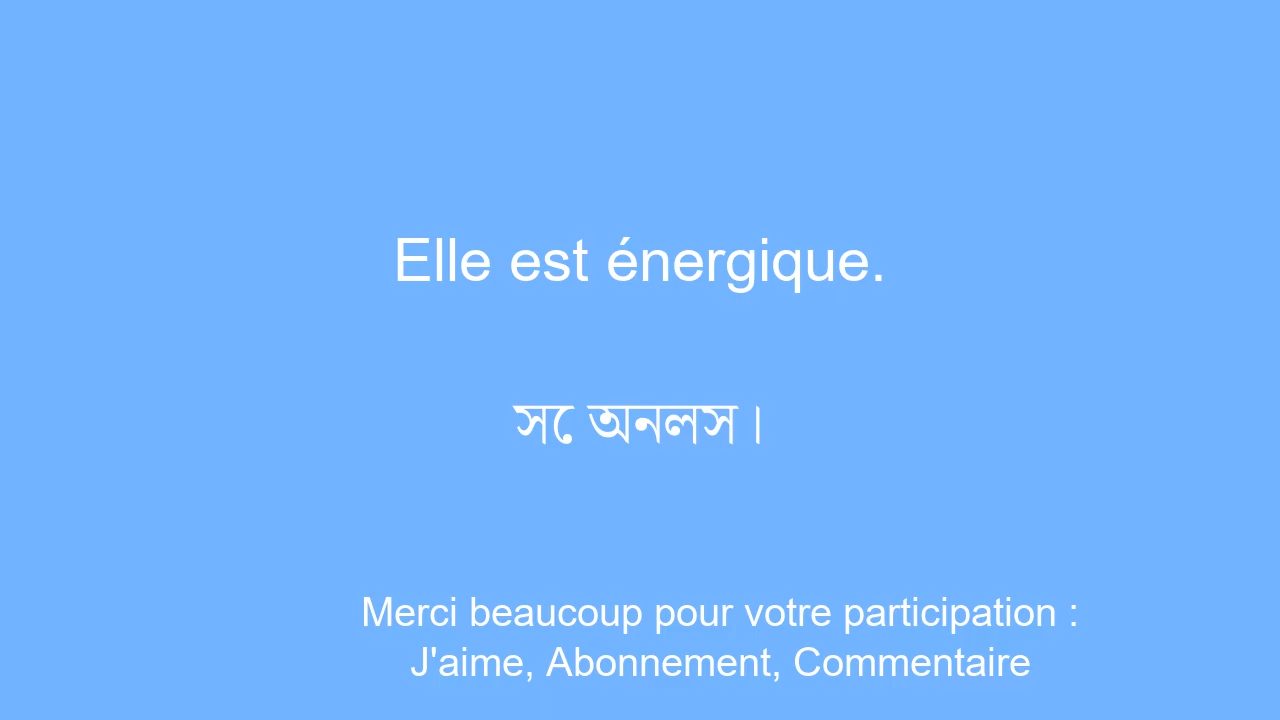 Elle est énergique.
সে অনলস।
Merci beaucoup pour votre participation :
J'aime, Abonnement, Commentaire